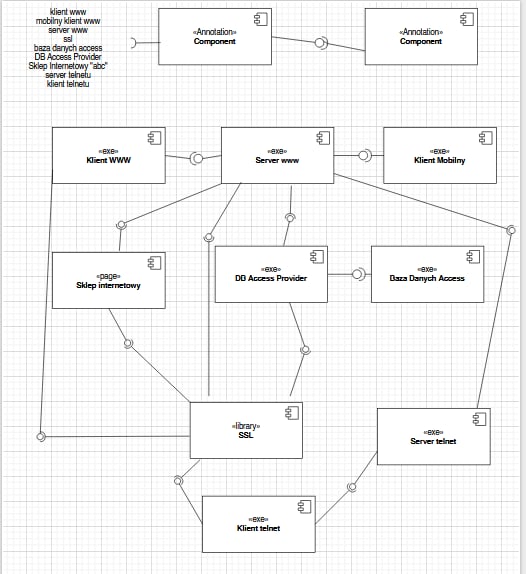 klient www
mobilny klient www
server www
ssl
baza danych access
DB Access Provider
Sklep Internetowy "abc"
server telnetu
klient telnetu
«Annotation»
Component
«Annotation»
Component
«exe»
Klient WWW
«exe»
Server www
«exe»
Klient Mobilny
«page»
Sklep internetowy
«exe»
DB Access Provider
«exe»
Baza Danych Access
«library»
SSL
«exe»
Server telnet
«exe»
Klient telnet